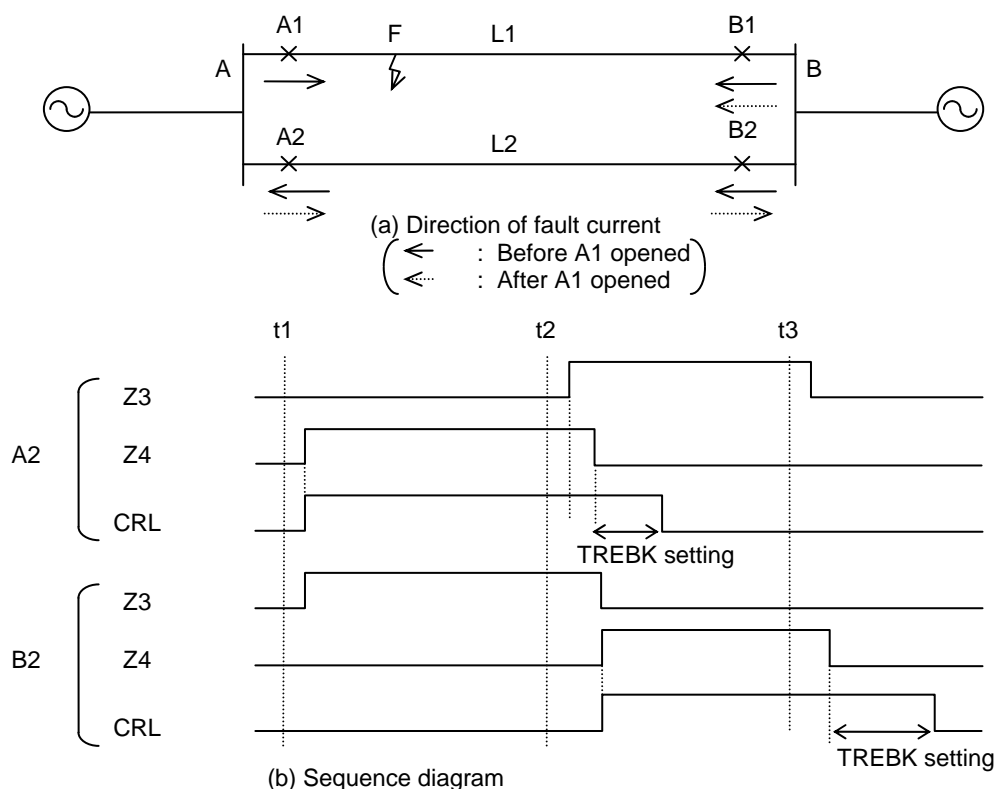 A1 F L1 B1
A B
A2 L2 B2
(a) Direction of fault current
: Before A1 opened
: After A1 opened
t1 t2 t3
Z3
A2 Z4
CRL
TREBK setting
Z3
B2 Z4
CRL
TREBK setting
(b) Sequence diagram